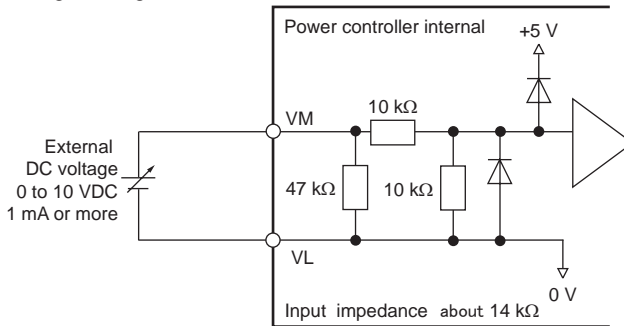 Power controller internal
+5 V
10 kΩ
VM
External
DC voltage
0 to 10 VDC
1 mA or more
47 kΩ
10 kΩ
VL
0 V
Input impedance about 14 kΩ